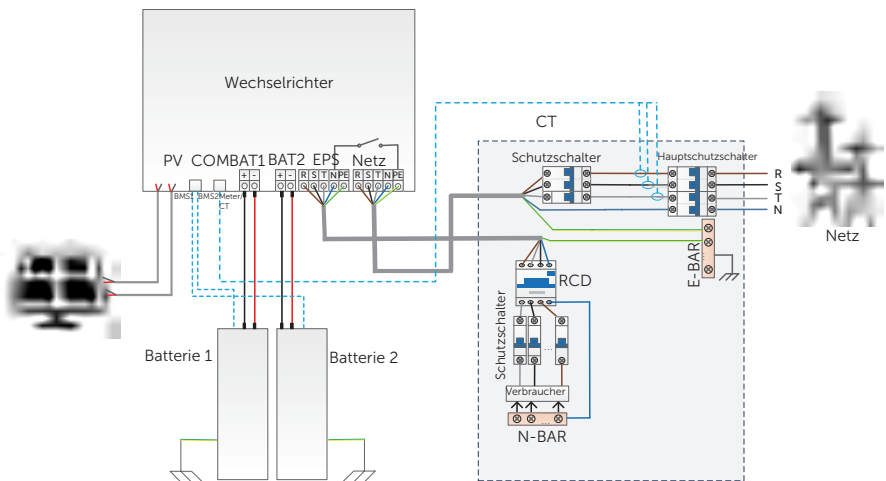 Wechselrichter
PV COM BAT1 BAT2 EPS Netz
+ - + - R S T N PE R S T N PE
BMS1 BMS2 Meter/
CT
CT
Schutzschalter
Hauptschutzschalter
R
S
T
N
Netz
E-BAR
RCD
Schutzschalter
...
Verbraucher
...
N-BAR
Batterie 1
Batterie 2